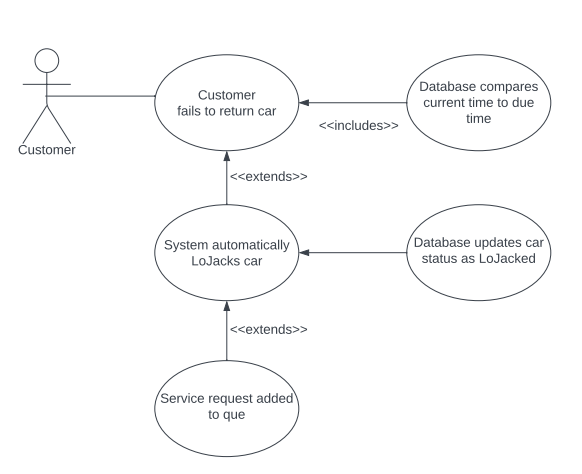 Customer
fails to return car
Database compares
current time to due
time
<<includes>>
Customer
<<extends>>
System automatically
LoJacks car
Database updates car
status as LoJacked
<<extends>>
Service request added
to que